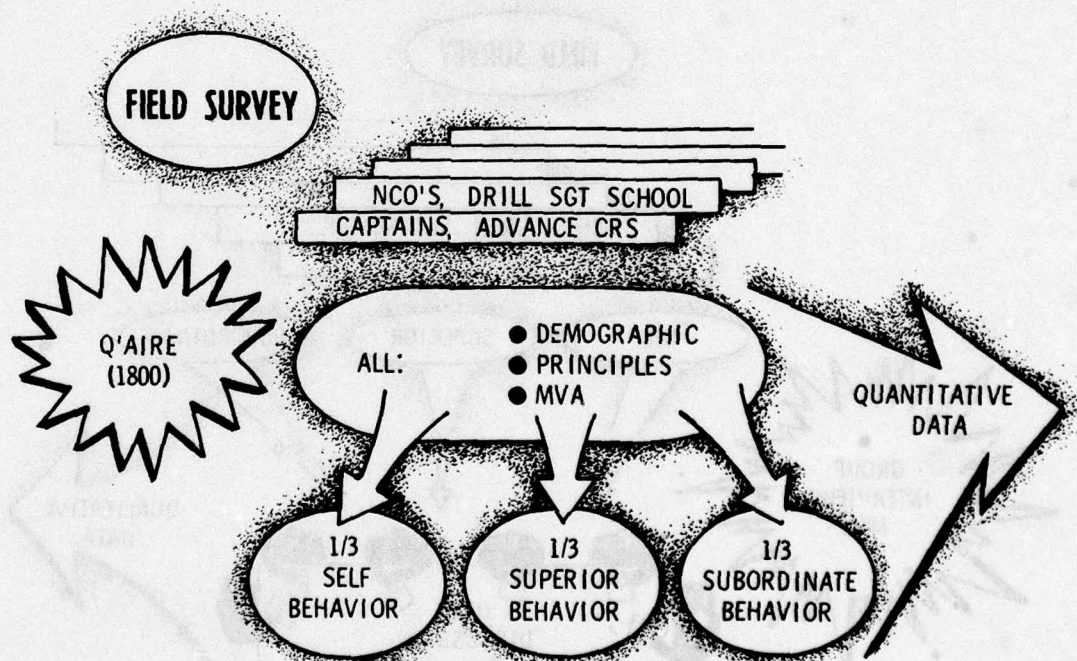 FIELD SURVEY
NCO'S, DRILL SGT SCHOOL
CAPTAINS, ADVANCE CRS
Q'AIRE
(1800)
ALL:
● DEMOGRAPHIC
● PRINCIPLES
● MVA
QUANTITATIVE
DATA
1/3
SELF
BEHAVIOR
1/3
SUPERIOR
BEHAVIOR
1/3
SUBORDINATE
BEHAVIOR